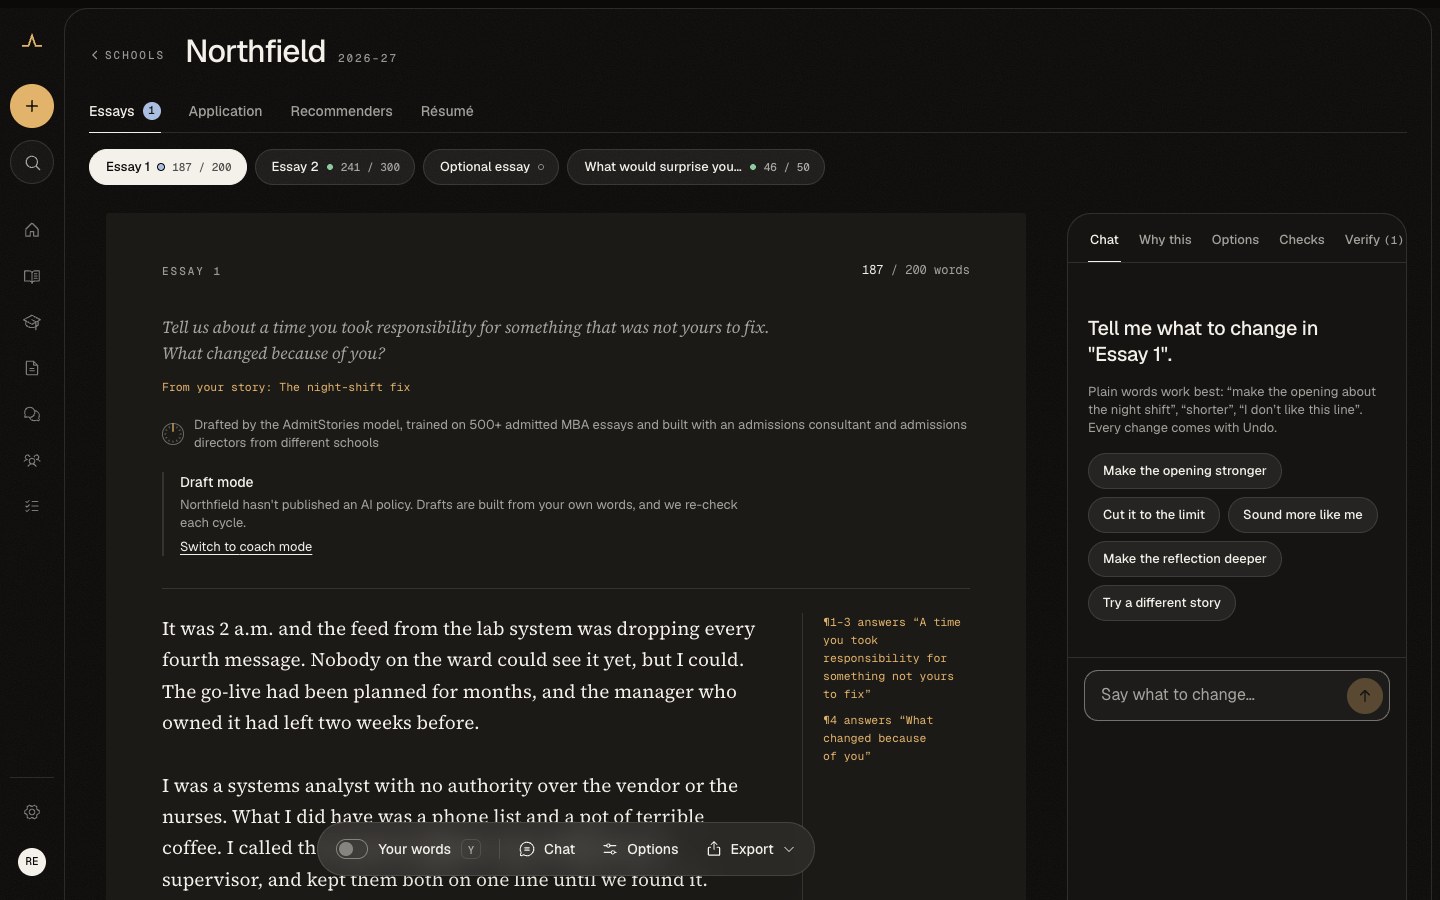 SCHOOLS
Northfield
2026-27
Essays 1
Application
Recommenders
Résumé
Essay 1 187 / 200
Essay 2 241 / 300
Optional essay
What would surprise you… 46 / 50
ESSAY 1
187 / 200 words
Tell us about a time you took responsibility for something that was not yours to fix.
What changed because of you?
From your story: The night-shift fix
Drafted by the AdmitStories model, trained on 500+ admitted MBA essays and built with an admissions consultant and admissions
directors from different schools
Draft mode
Northfield hasn't published an AI policy. Drafts are built from your own words, and we re-check
each cycle.
Switch to coach mode
It was 2 a.m. and the feed from the lab system was dropping every
fourth message. Nobody on the ward could see it yet, but I could.
The go-live had been planned for months, and the manager who
owned it had left two weeks before.
I was a systems analyst with no authority over the vendor or the
nurses. What I did have was a phone list and a pot of terrible
coffee. I called th
supervisor, and kept them both on one line until we found it.
¶1–3 answers “A time
you took
responsibility for
something not yours
to fix”
¶4 answers “What
changed because
of you”
Your words Y
Chat
Options
Export
Chat
Why this
Options
Checks
Verify (1)
Tell me what to change in
"Essay 1".
Plain words work best: “make the opening about
the night shift”, “shorter”, “I don't like this line”.
Every change comes with Undo.
Make the opening stronger
Cut it to the limit
Sound more like me
Make the reflection deeper
Try a different story
Say what to change…
RE